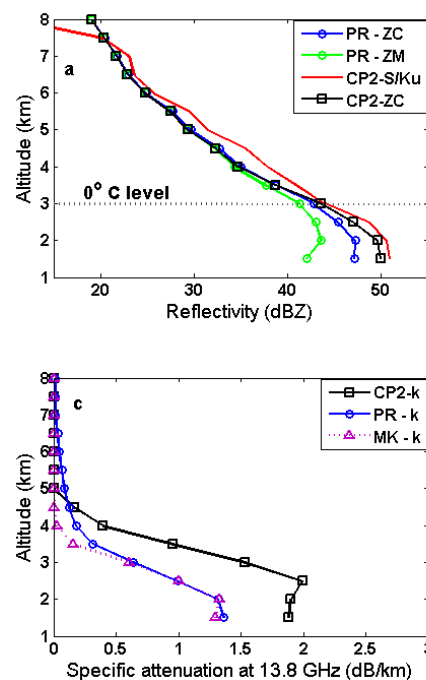 8
7
6
5
4
3
2
1
Altitude (km)
a
PR - ZC
PR - ZM
CP2-S/Ku
CP2-ZC
0° C level
20 30 40 50
Reflectivity (dBZ)
8
7
6
5
4
3
2
1
Altitude (km)
c
CP2-k
PR - k
MK - k
0 0.5 1 1.5 2 2.5 3
Specific attenuation at 13.8 GHz (dB/km)